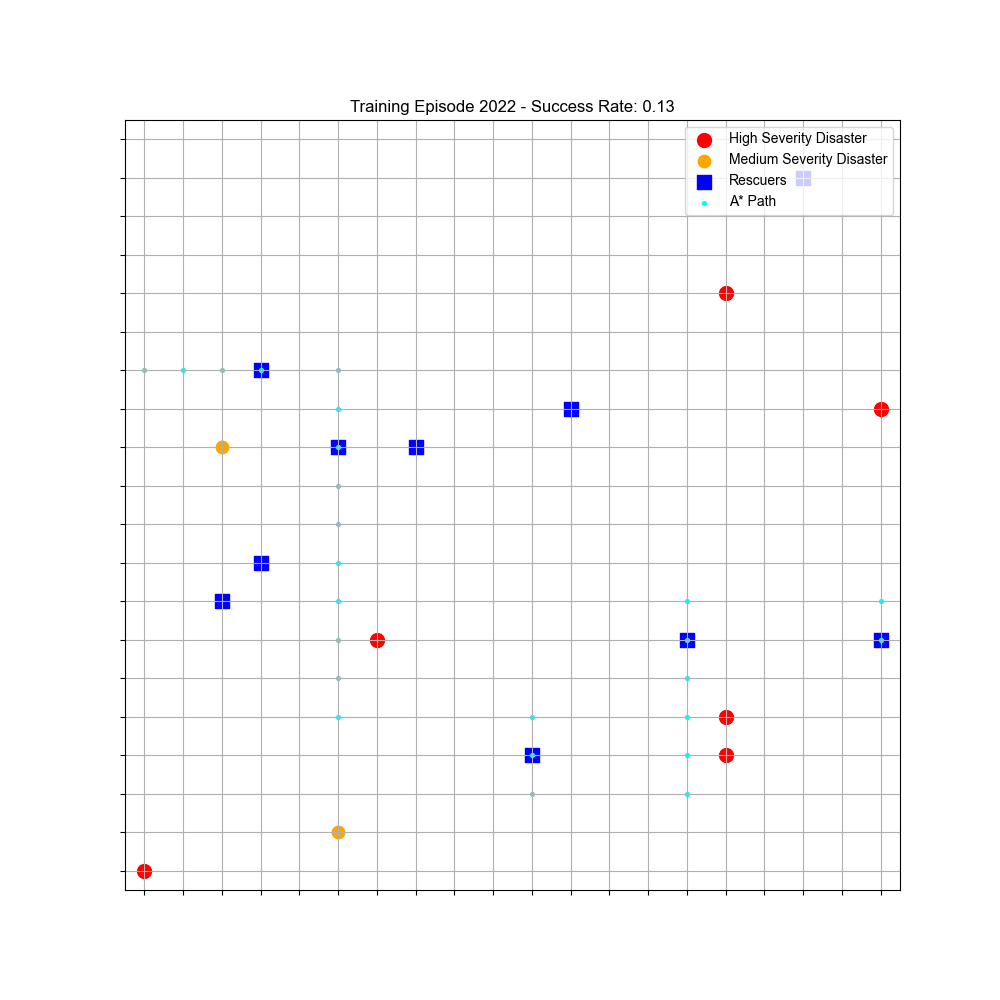 Training Episode 2022 - Success Rate: 0.13
High Severity Disaster
Medium Severity Disaster
Rescuers
A* Path